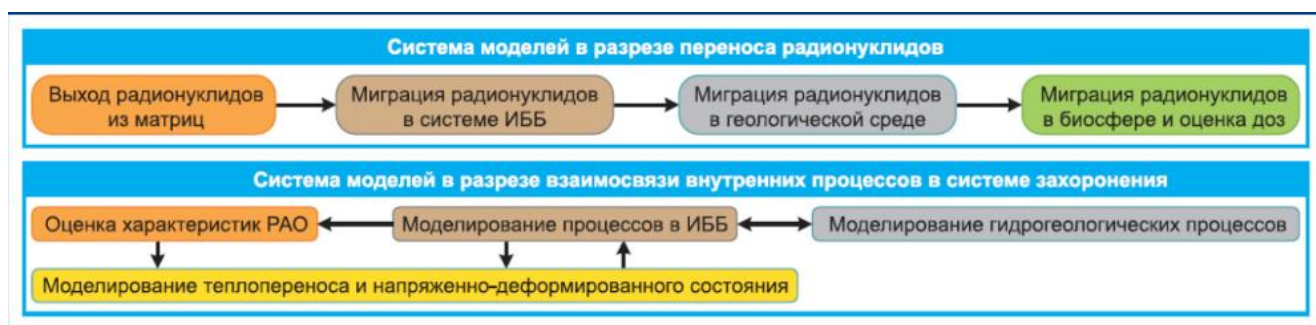 Система моделей в разрезе переноса радионуклидов
Выход радионуклидов
из матриц
Миграция радионуклидов
в системе ИББ
Миграция радионуклидов
в геологической среде
Миграция радионуклидов
в биосфере и оценка доз
Система моделей в разрезе взаимосвязи внутренних процессов в системе захоронения
Оценка характеристик РАО
Моделирование процессов в ИББ
Моделирование гидрогеологических процессов
Моделирование теплопереноса и напряженно–деформированного состояния